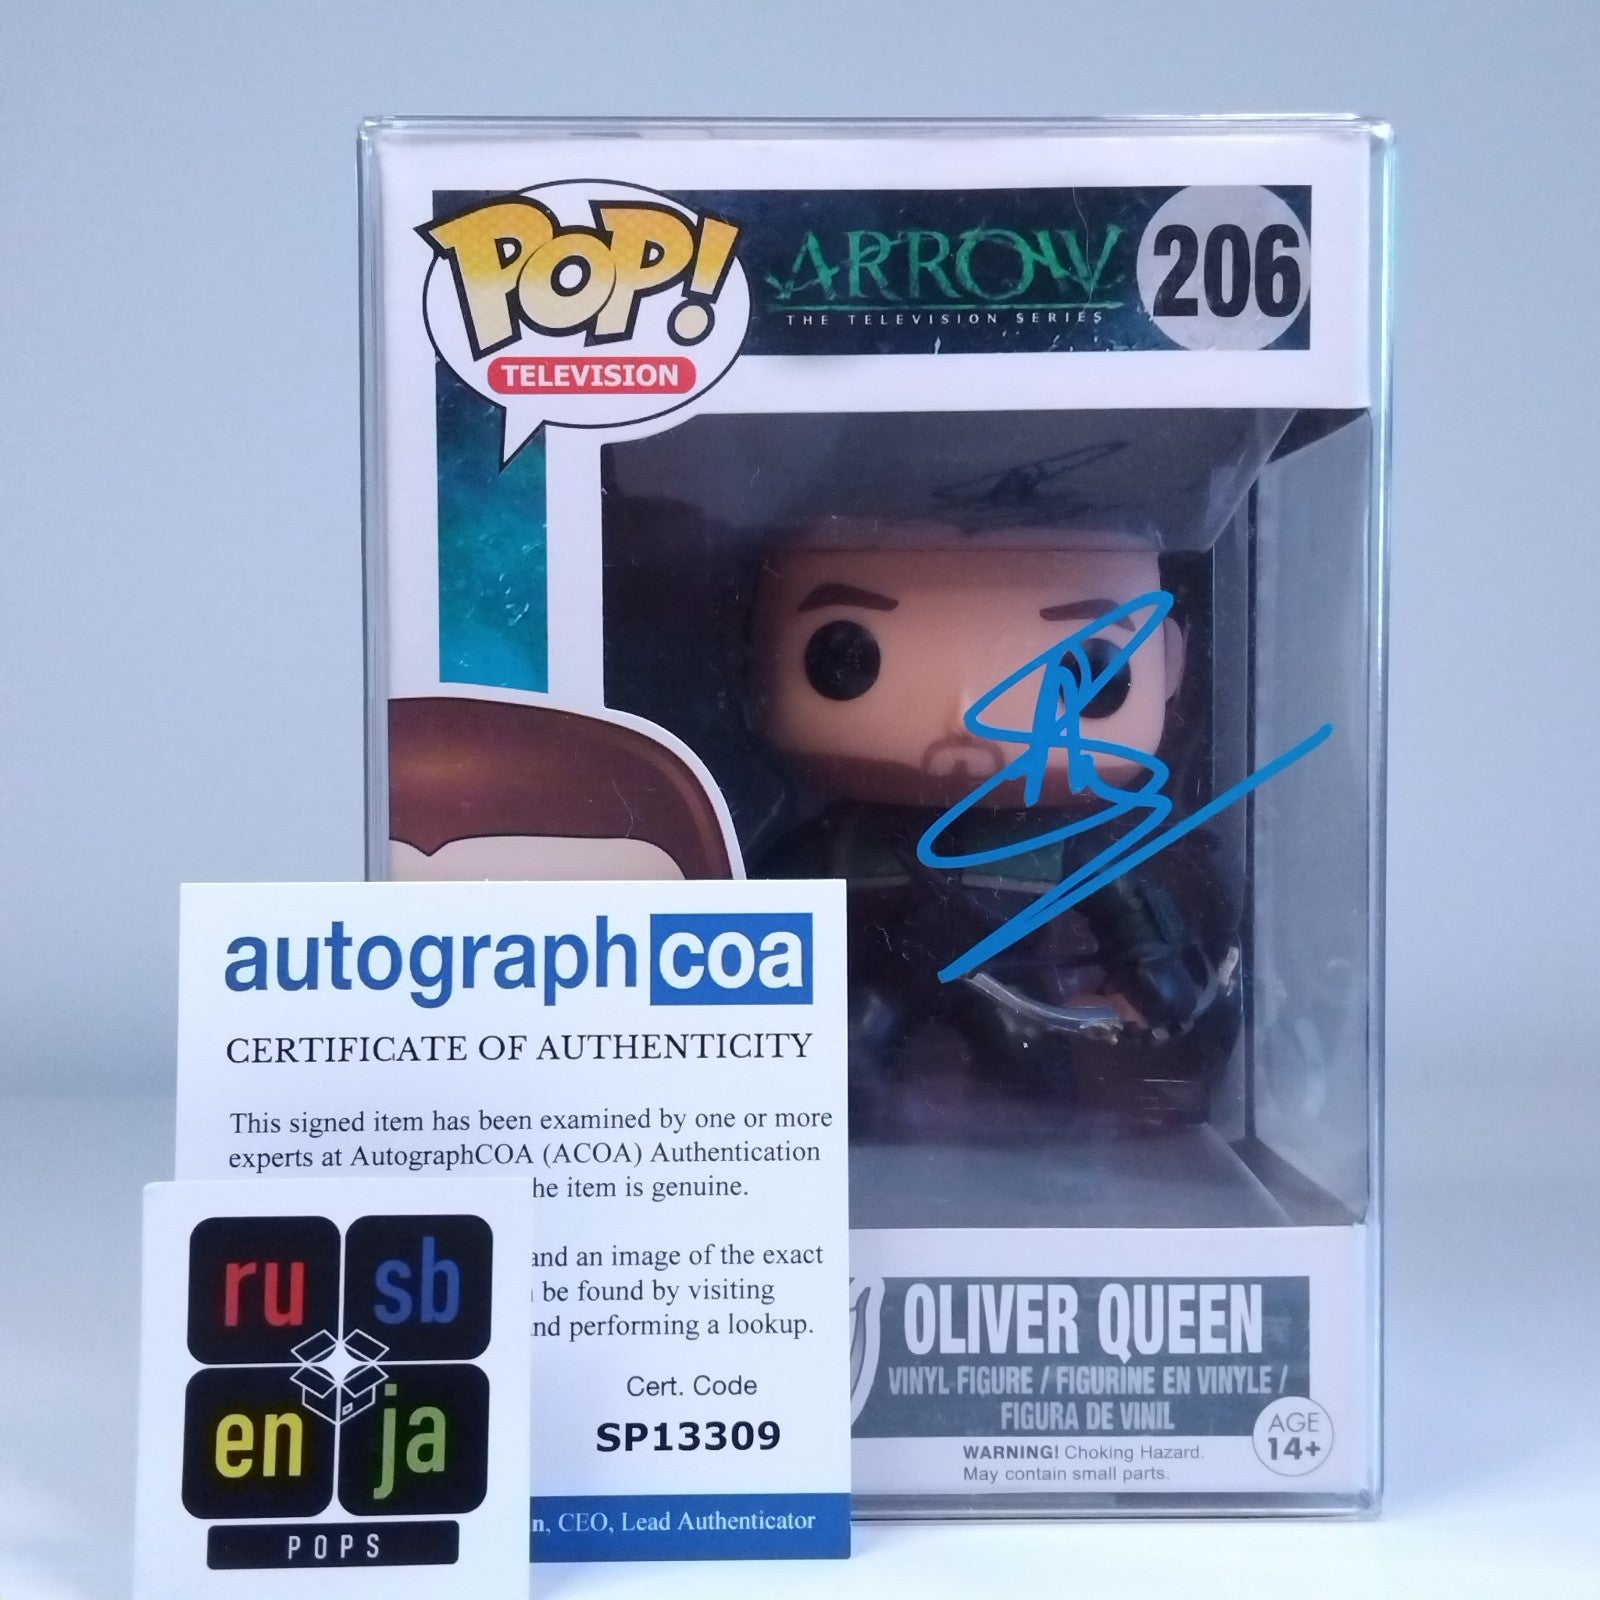 POP!
TELEVISION
ARROW
THE TELEVISION SERIES
206
autographcoa
CERTIFICATE OF AUTHENTICITY
This signed item has been examined by one or more
experts at AutographCOA (ACOA) Authentication
he item is genuine.
and an image of the exact
be found by visiting
nd performing a lookup.
Cert. Code
SP13309
n, CEO, Lead Authenticator
ru sb
en ja
POPS
OLIVER QUEEN
VINYL FIGURE / FIGURINE EN VINYLE /
FIGURA DE VINIL
WARNING! Choking Hazard.
May contain small parts.
AGE
14+